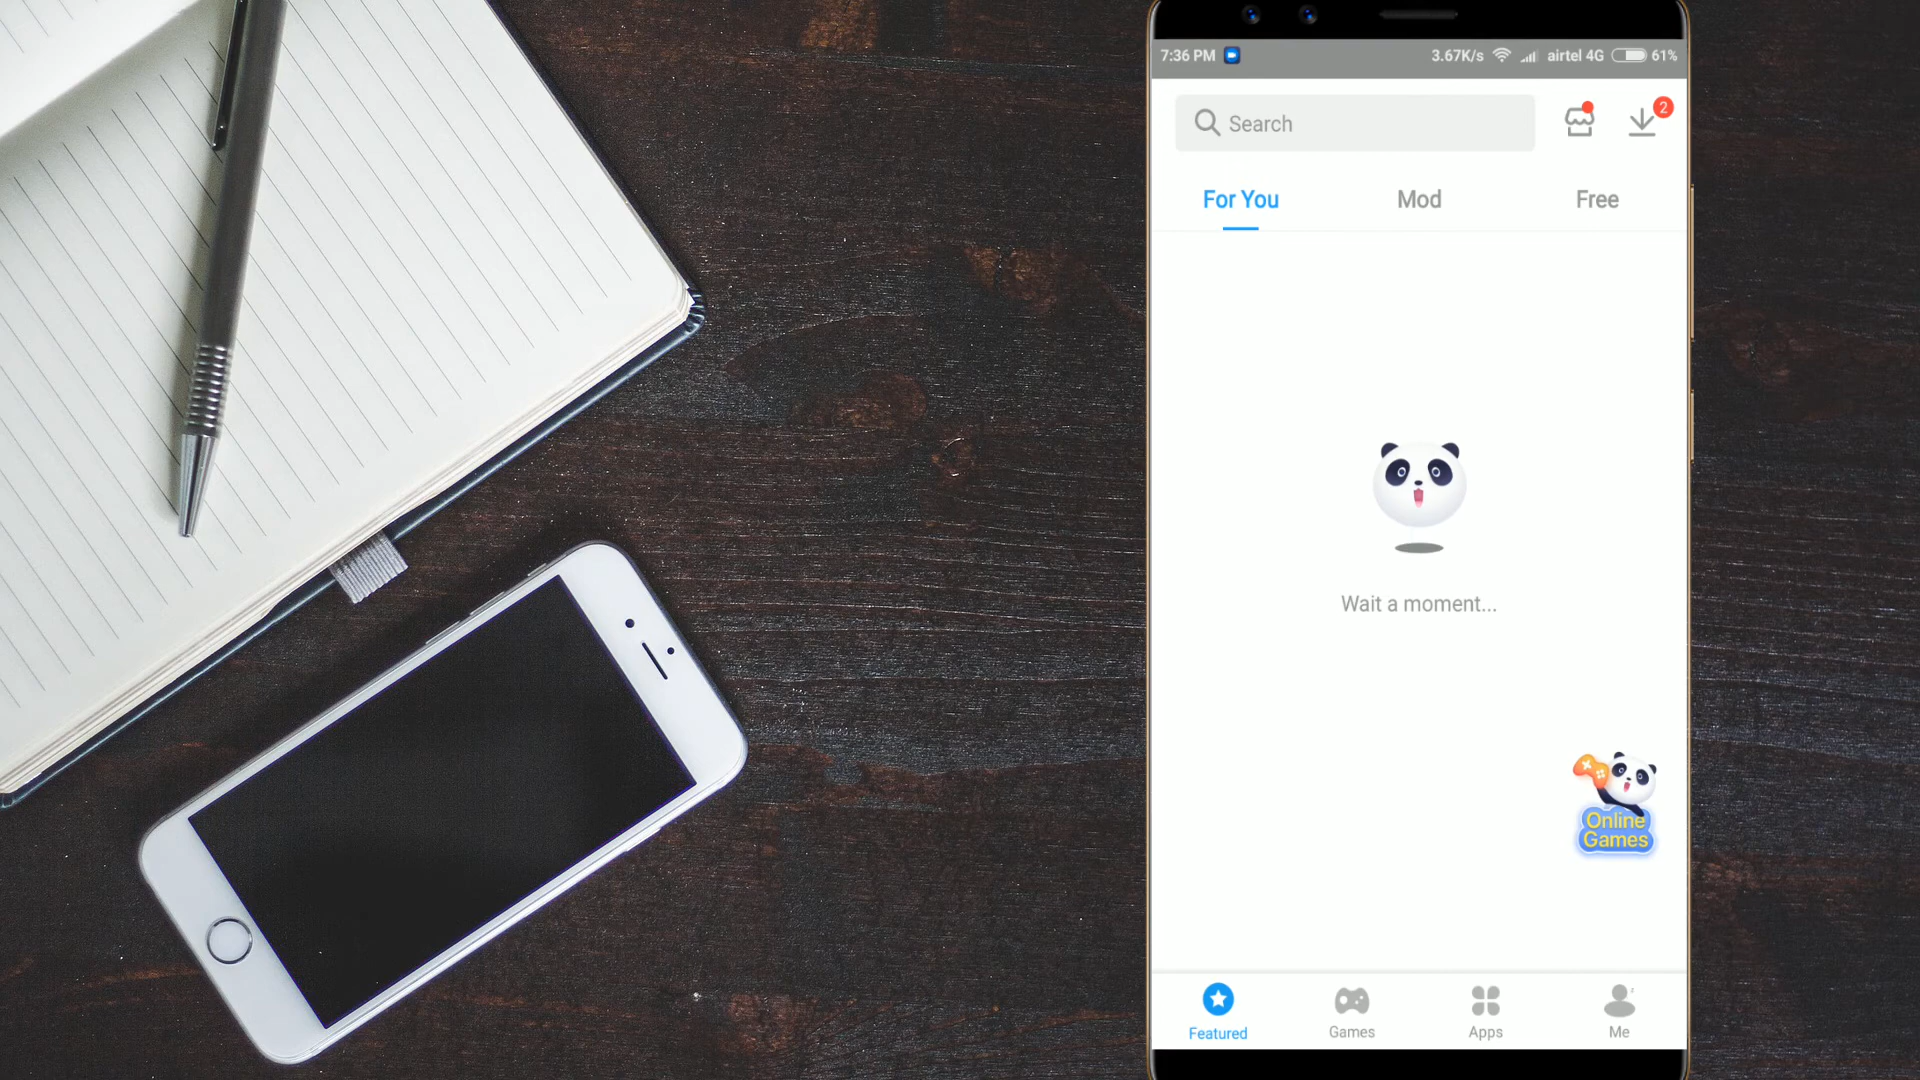 7:36 PM 3.67K/s airtel 4G 61%
Search
2
For You Mod Free
Wait a moment...
Online
Games
Featured Games Apps Me